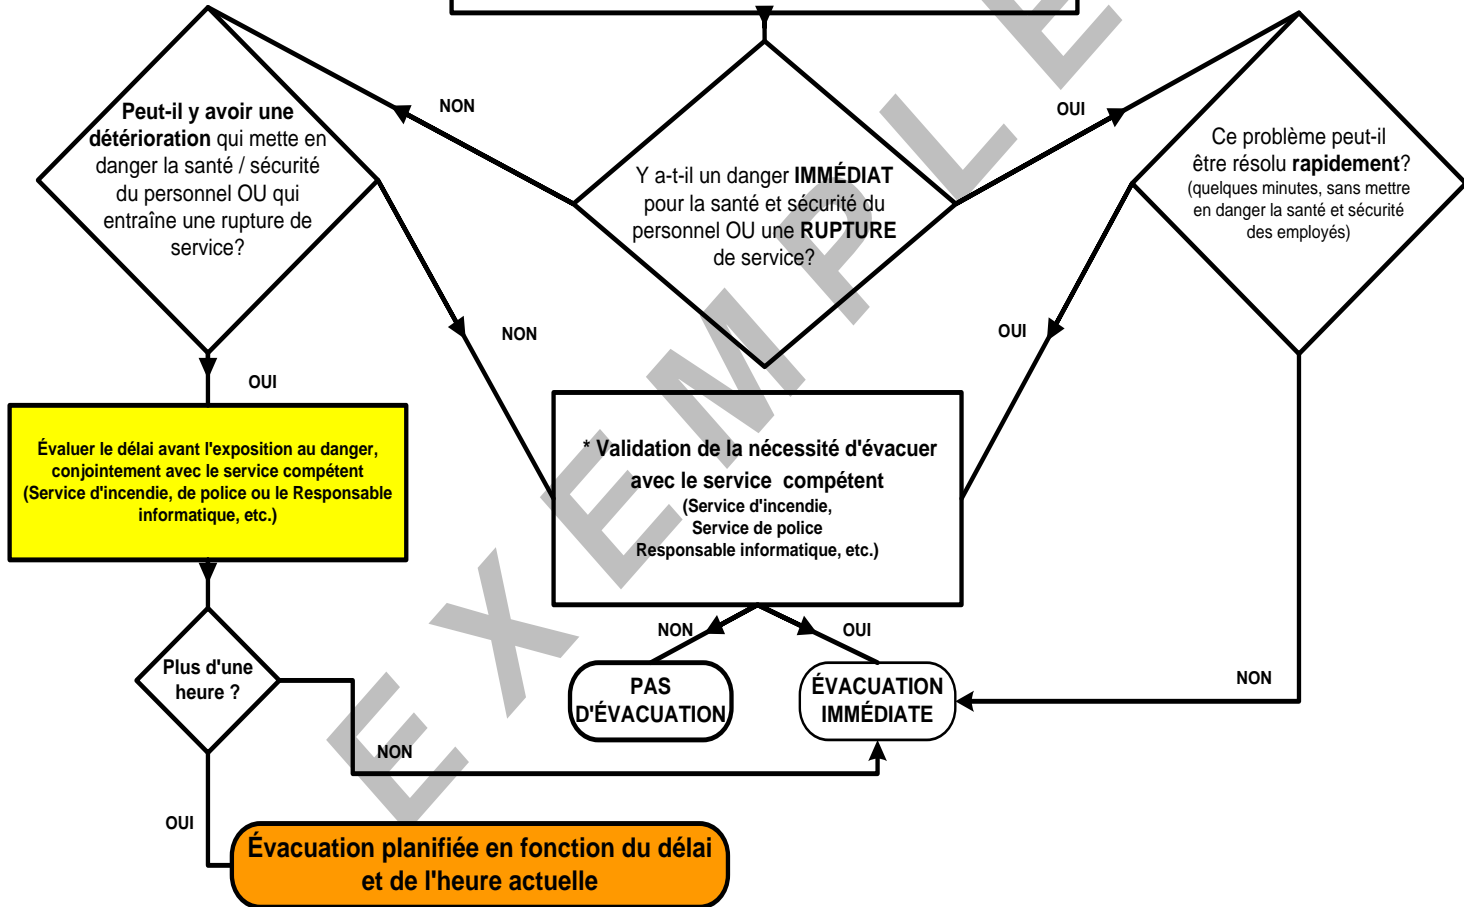 Peut-il y avoir une
détérioration qui mette en
danger la santé / sécurité
du personnel OU qui
entraîne une rupture de
service?
NON
Y a-t-il un danger IMMÉDIAT
pour la santé et sécurité du
personnel OU une RUPTURE
de service?
OUI
Ce problème peut-il
être résolu rapidement?
(quelques minutes, sans mettre
en danger la santé et sécurité
des employés)
NON
OUI
OUI
Évaluer le délai avant l'exposition au danger,
conjointement avec le service compétent
(Service d'incendie, de police ou le Responsable
informatique, etc.)
* Validation de la nécessité d'évacuer
avec le service compétent
(Service d'incendie,
Service de police
Responsable informatique, etc.)
NON
OUI
Plus d'une
heure ?
PAS
D'ÉVACUATION
ÉVACUATION
IMMÉDIATE
NON
NON
OUI
Évacuation planifiée en fonction du délai
et de l'heure actuelle
EXEMPLE